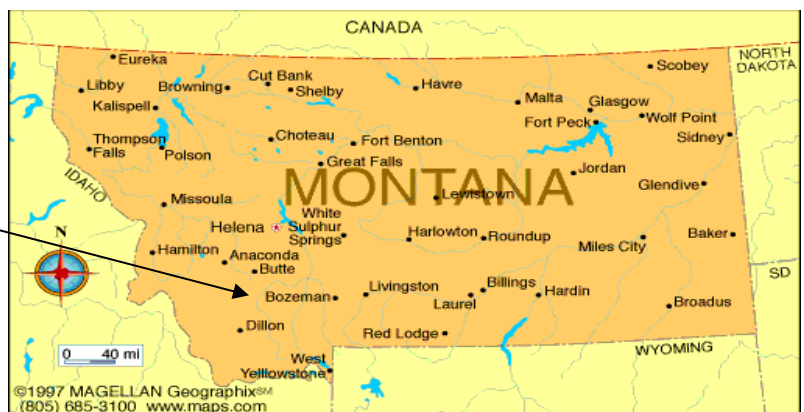 CANADA
Eureka
Libby
Browning
Cut Bank
Shelby
Havre
Scobey
NORTH
DAKOTA
Kalispell
Malta
Glasgow
Fort Peck
Wolf Point
Sidney
Thompson
Falls
Polson
Choteau
Fort Benton
Great Falls
Jordan
Glendive
IDAHO
MONTANA
Missoula
Lewistown
Helena
White
Sulphur
Springs
Harlowton
Roundup
Miles City
Baker
N
Hamilton
Anaconda
Butte
SD
Bozeman
Livingston
Laurel
Billings
Hardin
Broadus
Dillon
Red Lodge
WYOMING
0 40 mi
West
Yelllowstone
©1997 MAGELLAN Geographix℠
(805) 685-3100 www.maps.com